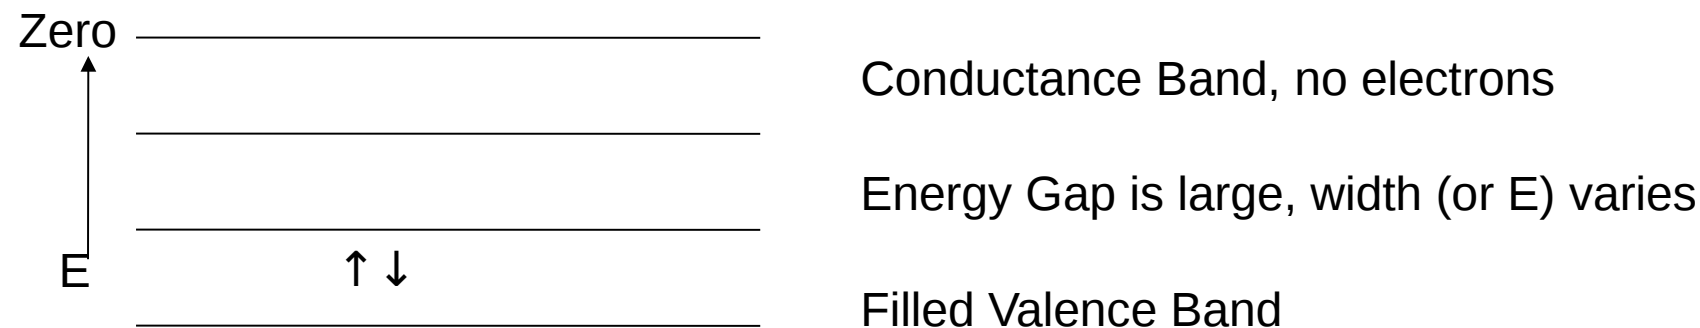 Zero
Conductance Band, no electrons
Energy Gap is large, width (or E) varies
E
↑↓
Filled Valence Band